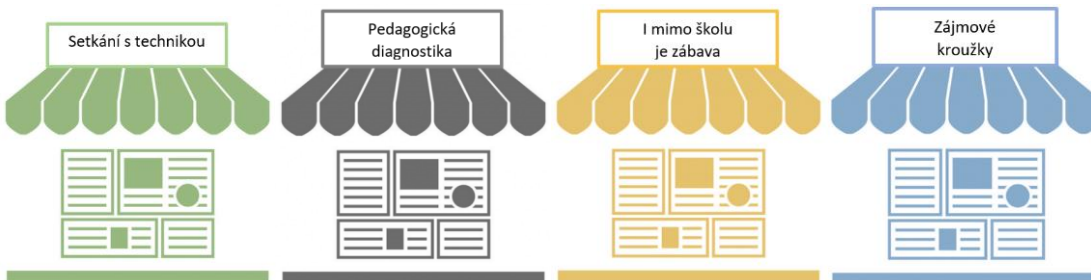 Setkání s technikou
Pedagogická
diagnostika
I mimo školu
je zábava
Zájmové
kroužky